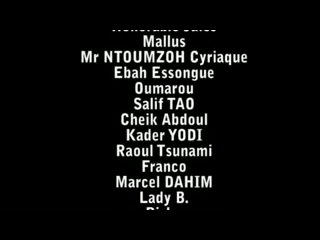 Mallus
Mr NTOUMZOH Cyriaque
Ebah Essongue
Oumarou
Salif TAO
Cheik Abdoul
Kader YODI
Raoul Tsunami
Franco
Marcel DAHIM
Lady B.